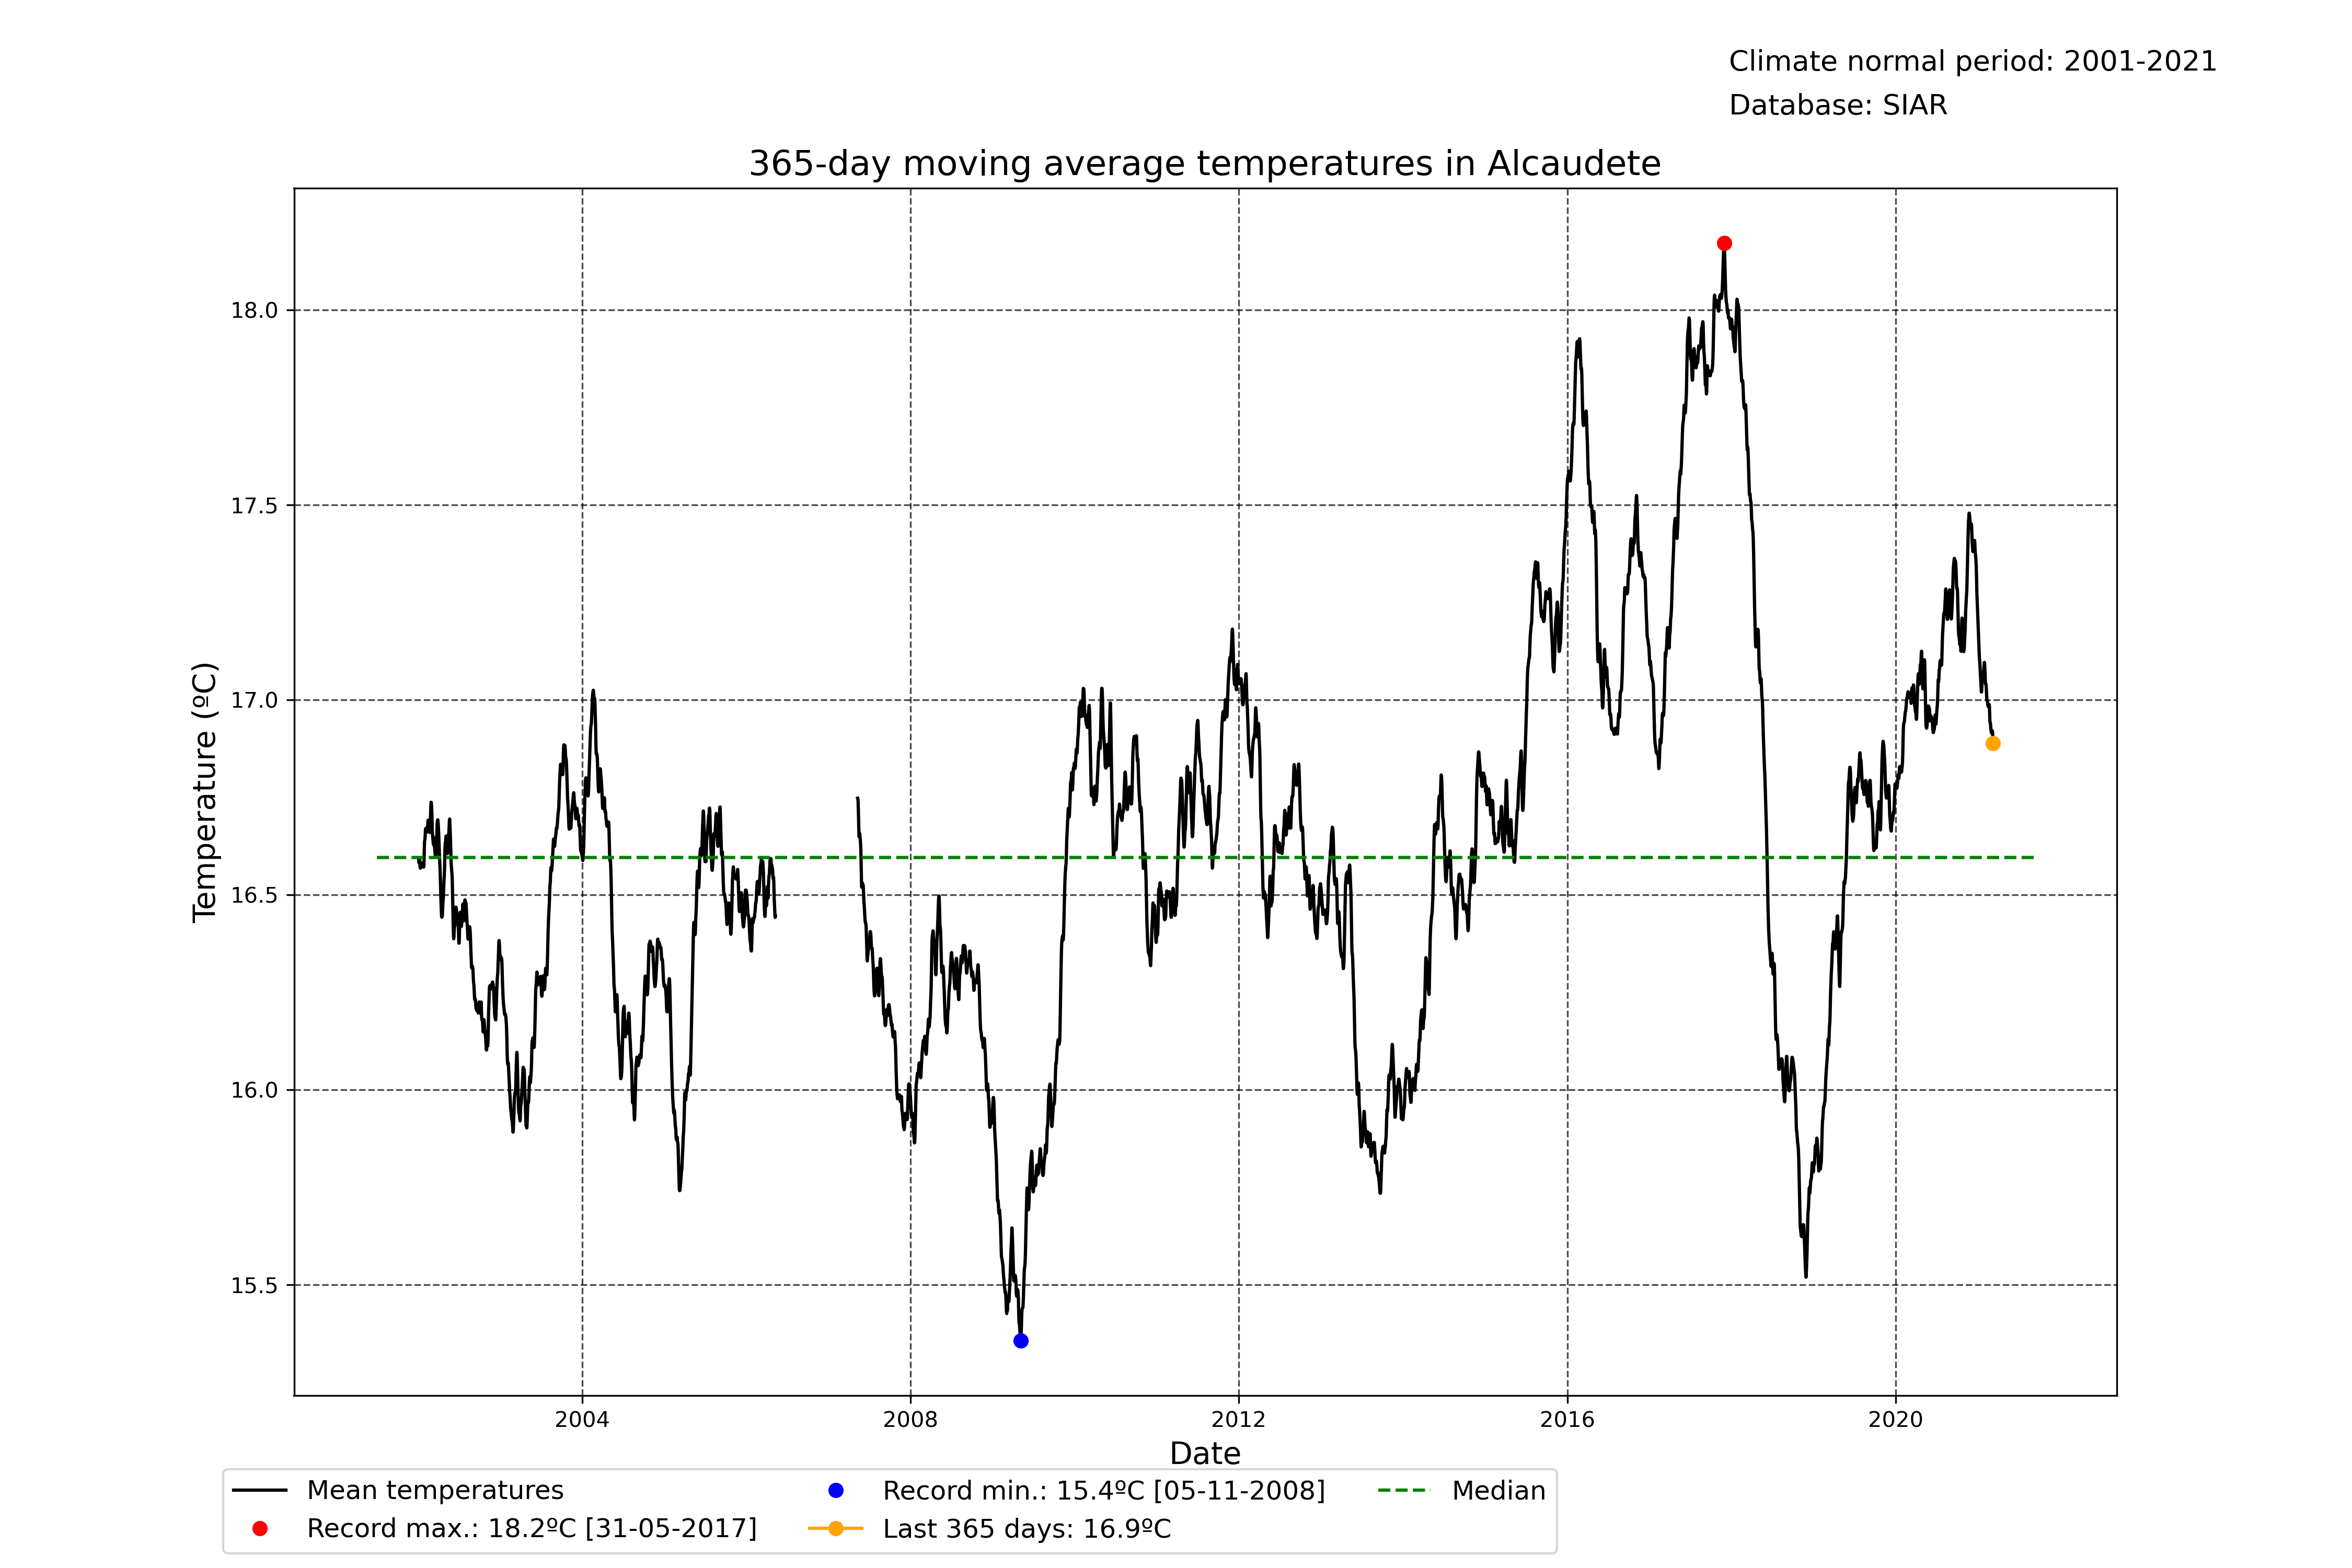 Climate normal period: 2001-2021
Database: SIAR
365-day moving average temperatures in Alcaudete
Temperature (ºC)
18.0
17.5
17.0
16.5
16.0
15.5
2004
2008
2012
2016
2020
Date
Mean temperatures
Record max.: 18.2ºC [31-05-2017]
Record min.: 15.4ºC [05-11-2008]
Last 365 days: 16.9ºC
Median